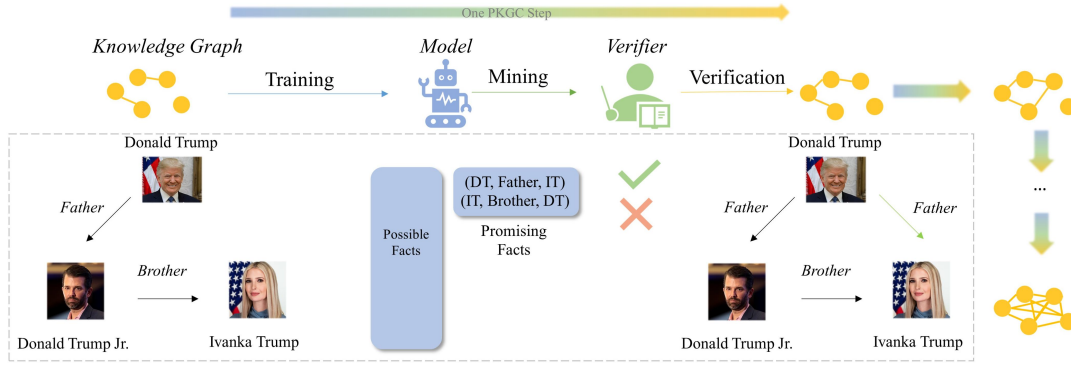 One PKGC Step
Knowledge Graph
Model
Verifier
Training
Mining
Verification
Donald Trump
Father
Brother
Donald Trump Jr.
Ivanka Trump
Possible
Facts
(DT, Father, IT)
(IT, Brother, DT)
Promising
Facts
Donald Trump
Father
Father
Brother
Donald Trump Jr.
Ivanka Trump
...